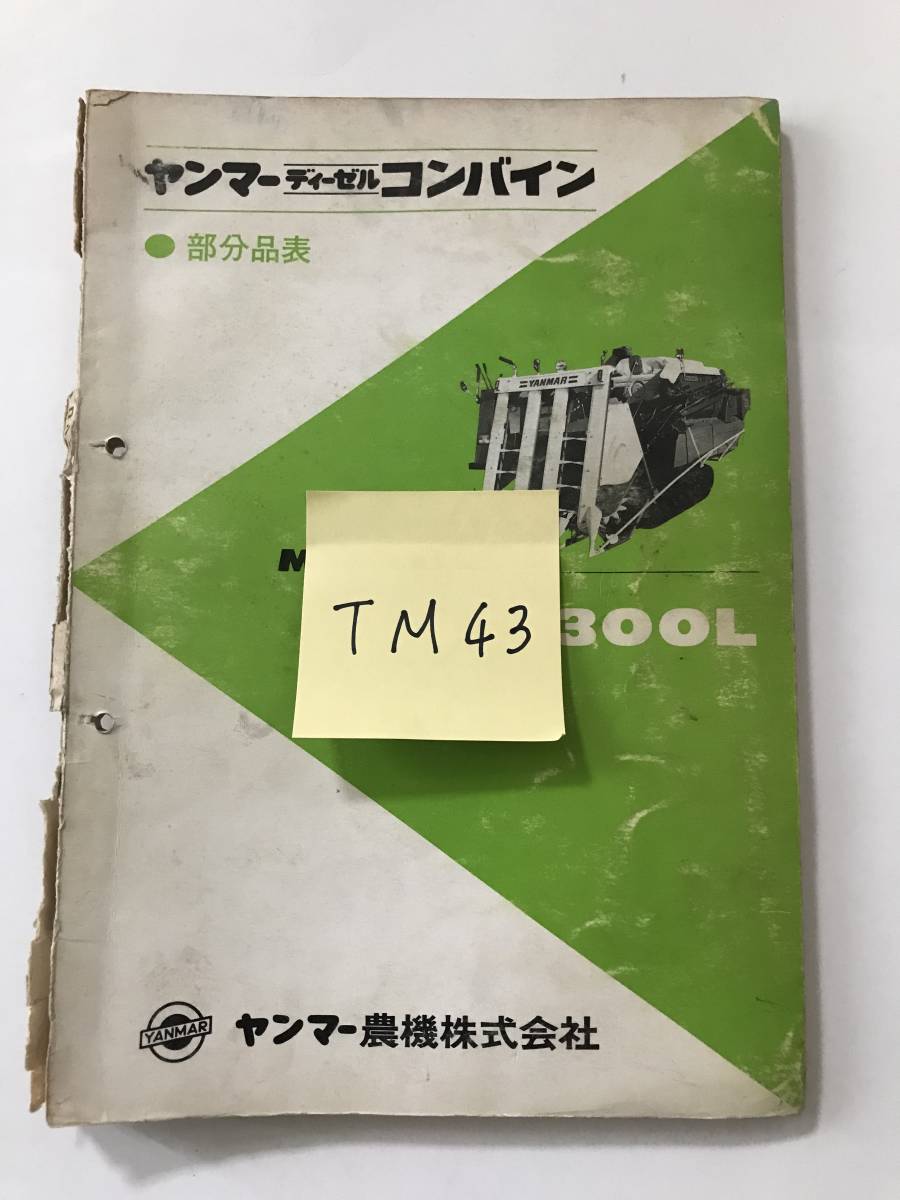 ヤンマーディーゼルコンバイン
● 部分品表
YANMAR
M
TM43
300L
YANMAR ヤンマー農機株式会社